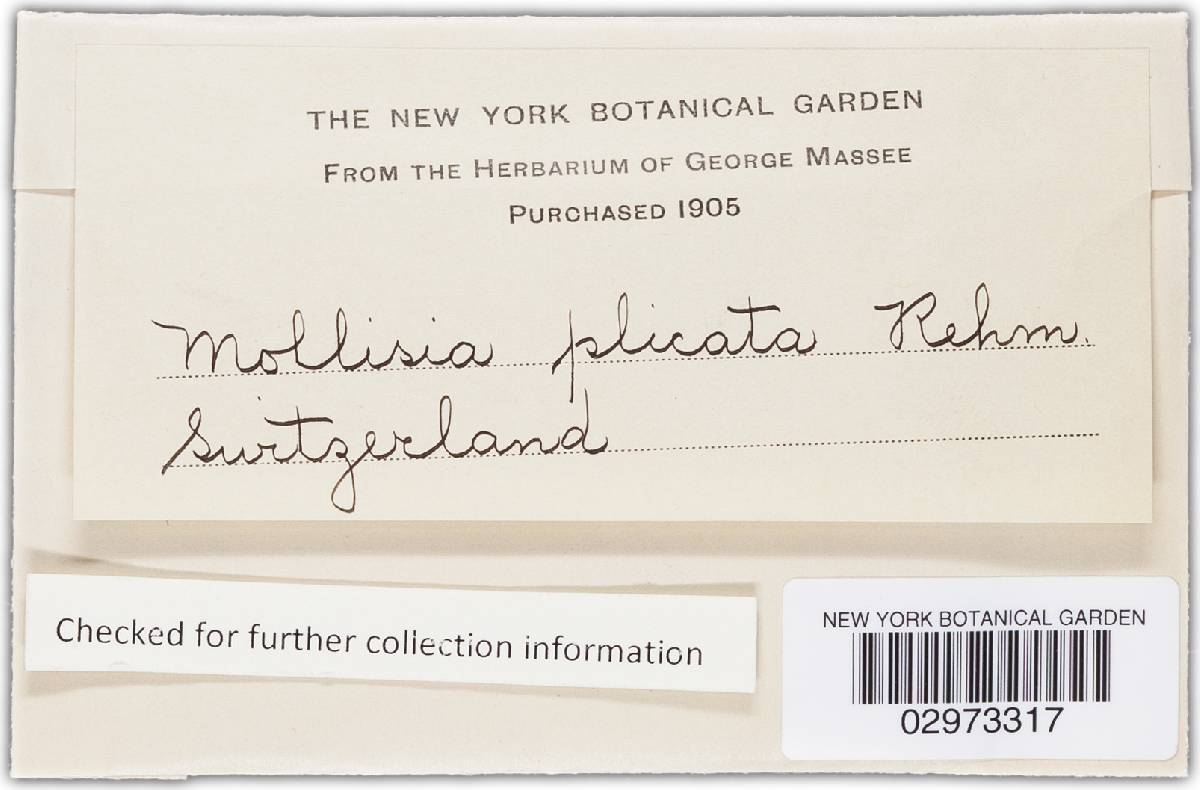 THE NEW YORK BOTANICAL GARDEN
FROM THE HERBARIUM OF GEORGE MASSEE
PURCHASED 1905
Mollisia plicata Rehm.
Switzerland
Checked for further collection information
NEW YORK BOTANICAL GARDEN
02973317